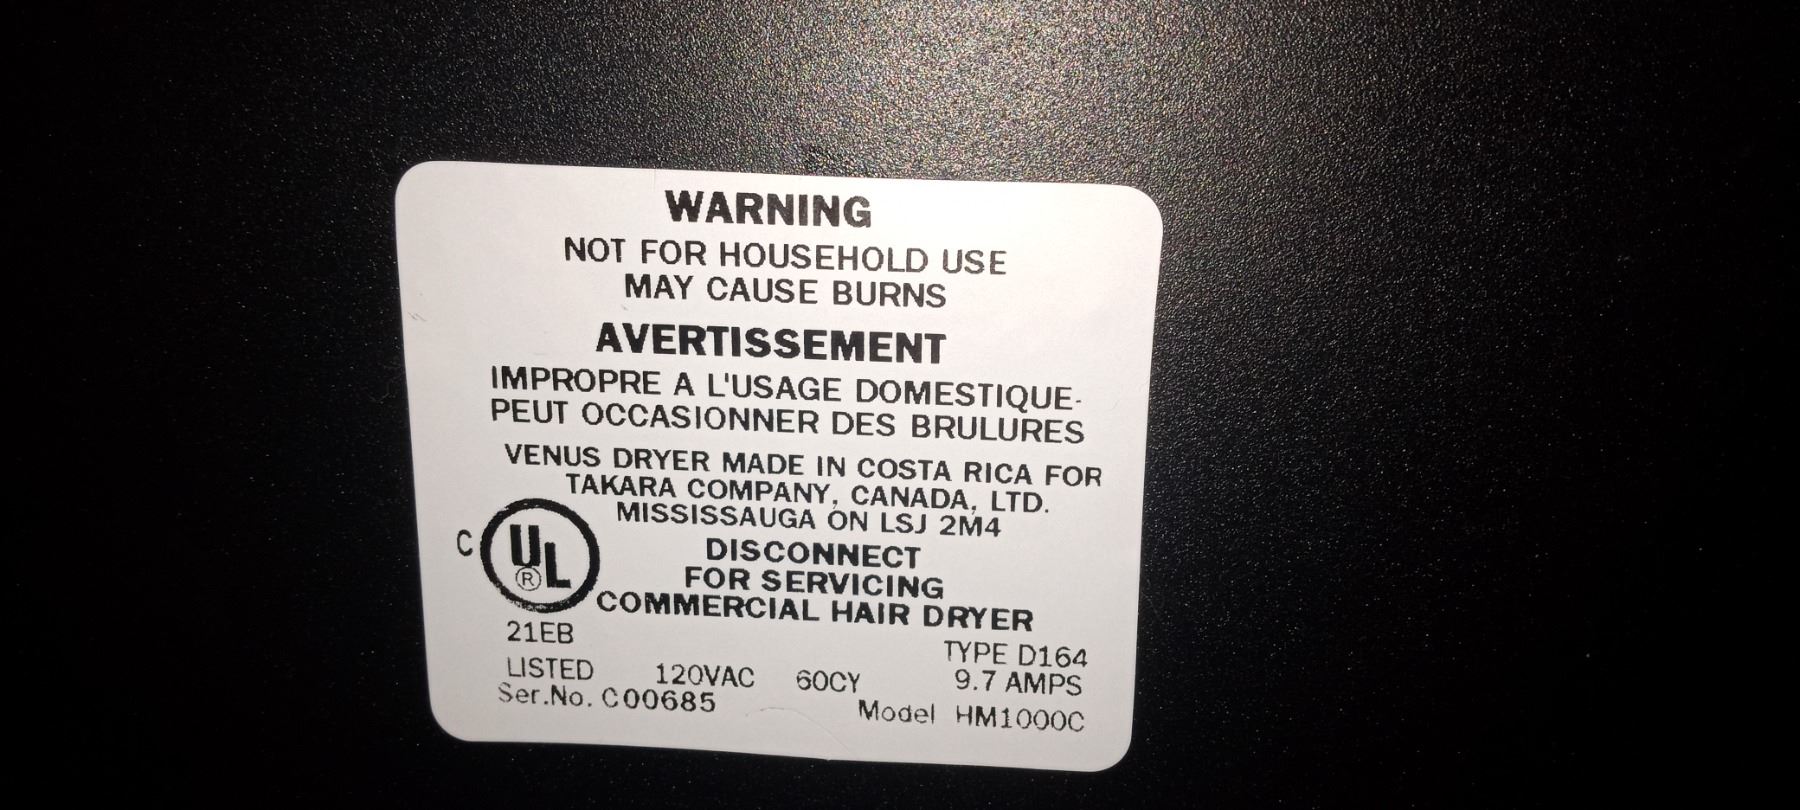 WARNING
NOT FOR HOUSEHOLD USE
MAY CAUSE BURNS
AVERTISSEMENT
IMPROPRE A L'USAGE DOMESTIQUE-
PEUT OCCASIONNER DES BRULURES
VENUS DRYER MADE IN COSTA RICA FOR
TAKARA COMPANY, CANADA, LTD.
MISSISSAUGA ON LSJ 2M4
C UL ®
DISCONNECT
FOR SERVICING
COMMERCIAL HAIR DRYER
21EB
TYPE D164
LISTED 120VAC 60CY 9.7 AMPS
Ser.No. C00685 Model HM1000C